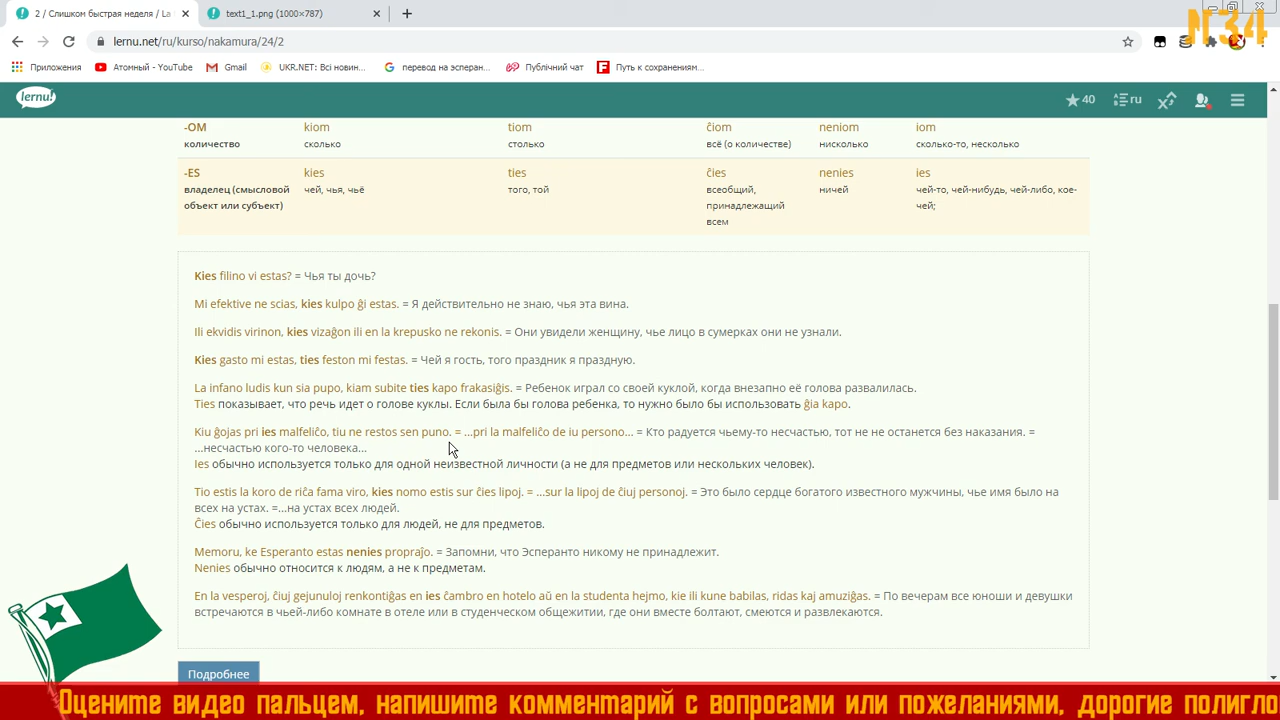 2 / Слишком быстрая неделя / La
text1_1.png (1000×787)
№34
lernu.net/ru/kurso/nakamura/24/2
Приложения
Атомный - YouTube
Gmail
UKR.NET: Всі новин...
перевод на эсперан...
Публічний чат
Путь к сохранениям...
lernu!
40
ru
-OM kiom tiom ĉiom neniom iom
количество сколько столько всё (о количестве) нисколько сколько-то, несколько
-ES kies ties ĉies nenies ies
владелец (смысловой чей, чья, чьё того, той всеобщий, ничей чей-то, чей-нибудь, чей-либо, кое-
объект или субъект) принадлежащий чей;
всем
Kies filino vi estas? = Чья ты дочь?
Mi efektive ne scias, kies kulpo ĝi estas. = Я действительно не знаю, чья эта вина.
Ili ekvidis virinon, kies vizaĝon ili en la krepusko ne rekonis. = Они увидели женщину, чье лицо в сумерках они не узнали.
Kies gasto mi estas, ties feston mi festas. = Чей я гость, того праздник я праздную.
La infano ludis kun sia pupo, kiam subite ties kapo frakasiĝis. = Ребенок играл со своей куклой, когда внезапно её голова развалилась.
Ties показывает, что речь идет о голове куклы. Если была бы голова ребенка, то нужно было бы использовать ĝia kapo.
Kiu ĝojas pri ies malfeliĉo, tiu ne restos sen puno. = ...pri la malfeliĉo de iu persono... = Кто радуется чьему-то несчастью, тот не не останется без наказания. =
...несчастью кого-то человека...
Ies обычно используется только для одной неизвестной личности (а не для предметов или нескольких человек).
Tio estis la koro de riĉa fama viro, kies nomo estis sur ĉies lipoj. = ...sur la lipoj de ĉiuj personoj. = Это было сердце богатого известного мужчины, чье имя было на
всех на устах. =...на устах всех людей.
Ĉies обычно используется только для людей, не для предметов.
Memoru, ke Esperanto estas nenies propraĵo. = Запомни, что Эсперанто никому не принадлежит.
Nenies обычно относится к людям, а не к предметам.
En la vesperoj, ĉiuj gejunuloj renkontiĝas en ies ĉambro en hotelo aŭ en la studenta hejmo, kie ili kune babilas, ridas kaj amuziĝas. = По вечерам все юноши и девушки
встречаются в чьей-либо комнате в отеле или в студенческом общежитии, где они вместе болтают, смеются и развлекаются.
Подробнее
Оцените видео пальцем, напишите комментарий с вопросами или пожеланиями, дорогие полигло